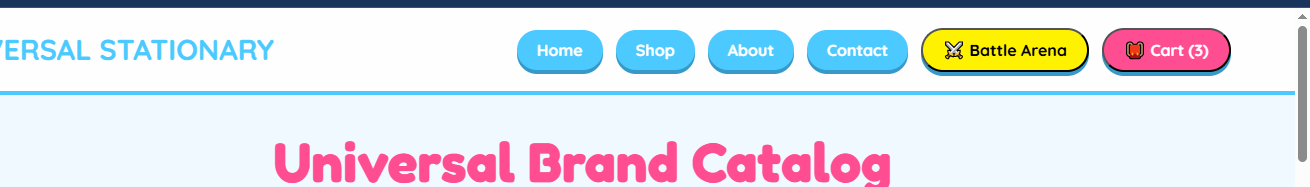 VERSAL STATIONARY
Home
Shop
About
Contact
Battle Arena
Cart (3)
Universal Brand Catalog